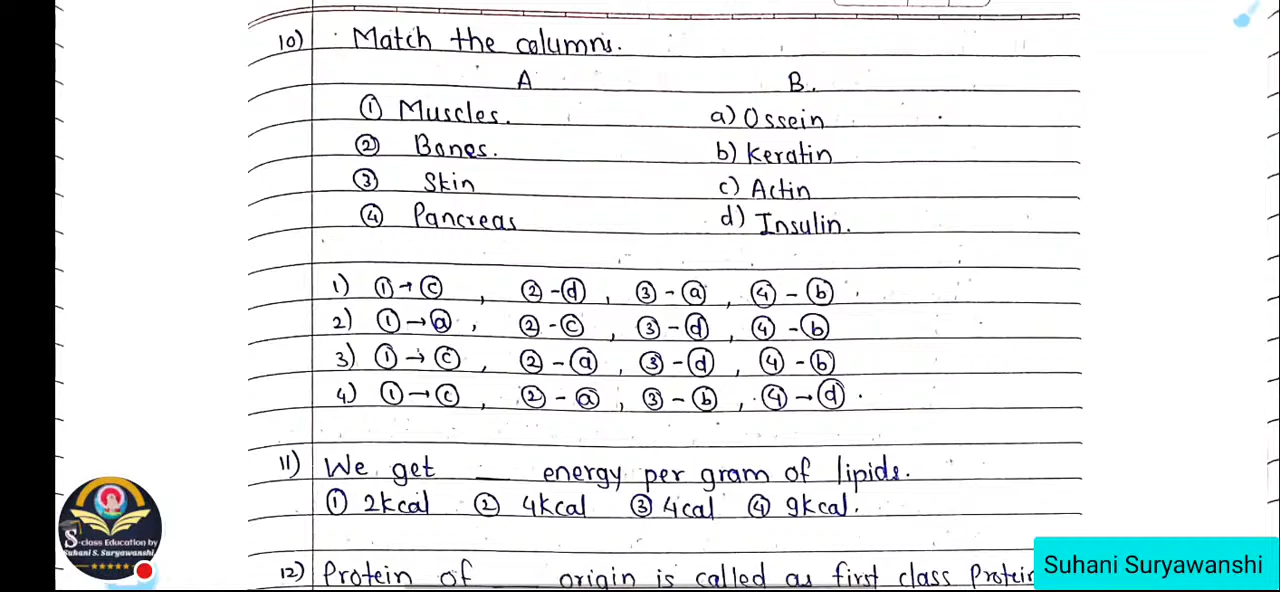 10) Match the columns.
A B.
① Muscles. a) Ossein
② Bones. b) Keratin
③ Skin c) Actin
④ Pancreas d) Insulin.
1) ①→ⓒ, ②-ⓓ, ③-ⓐ, ④-ⓑ.
2) ①→ⓐ, ②-ⓒ, ③-ⓓ, ④-ⓑ
3) ①→ⓒ, ②-ⓐ, ③-ⓓ, ④-ⓑ
4) ①→ⓒ, ②-ⓐ, ③-ⓑ, ④→ⓓ.
11) We get __ energy per gram of lipids.
① 2kcal ② 4kcal ③ 4cal ④ 9kcal.
12) Protein of __ origin is called as first class Protein
S-class Education by
Suhani S. Suryawanshi
Suhani Suryawanshi